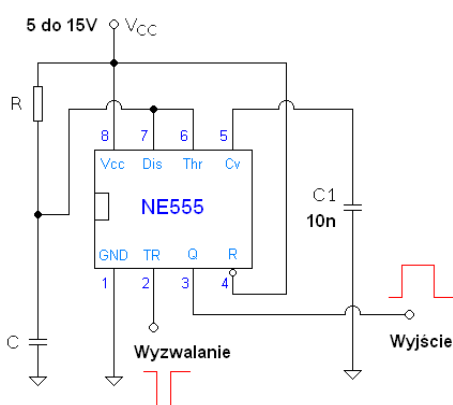 5 do 15V V_CC
R
8 7 6 5
Vcc Dis Thr Cv
C1
10n
NE555
GND TR Q R
1 2 3 4
C
Wyzwalanie
Wyjście